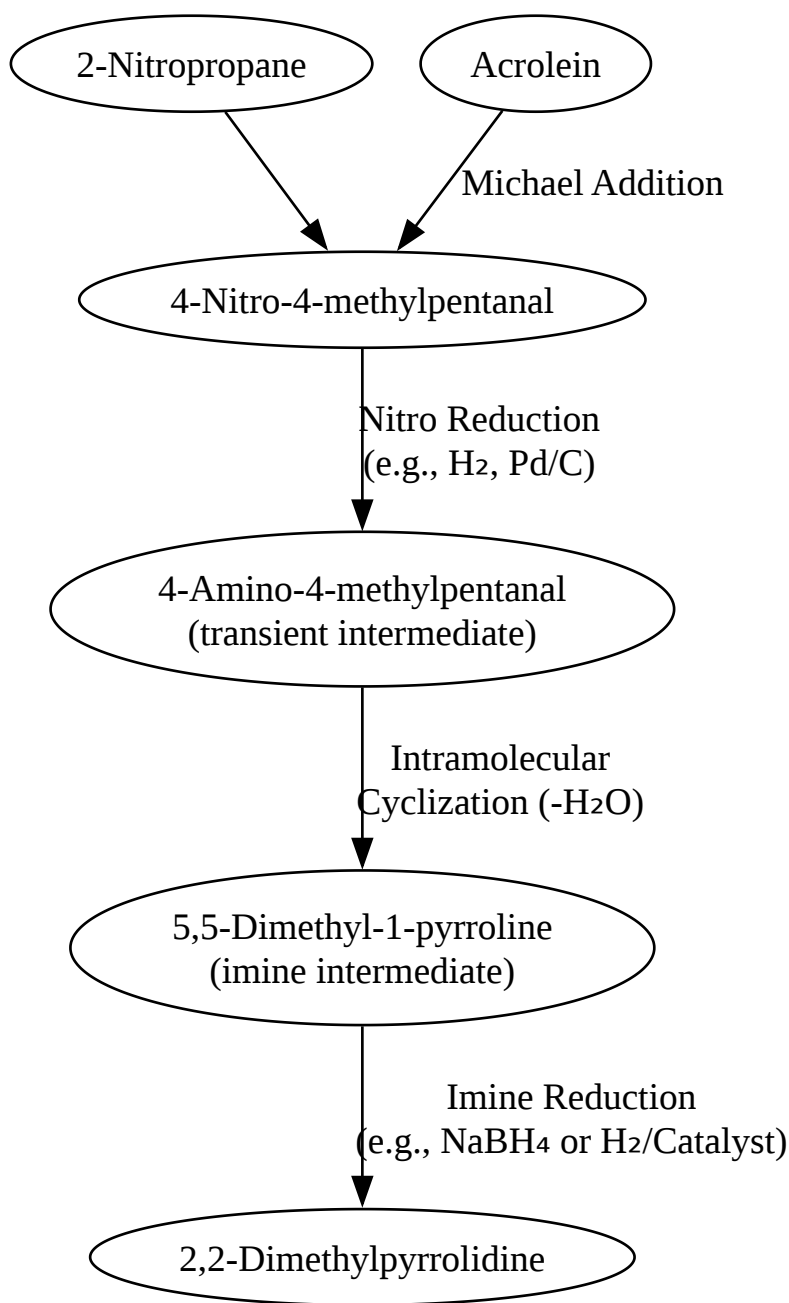 2-Nitropropane
Acrolein
Michael Addition
4-Nitro-4-methylpentanal
Nitro Reduction
(e.g., H₂, Pd/C)
4-Amino-4-methylpentanal
(transient intermediate)
Intramolecular
Cyclization (-H₂O)
5,5-Dimethyl-1-pyrroline
(imine intermediate)
Imine Reduction
(e.g., NaBH₄ or H₂/Catalyst)
2,2-Dimethylpyrrolidine